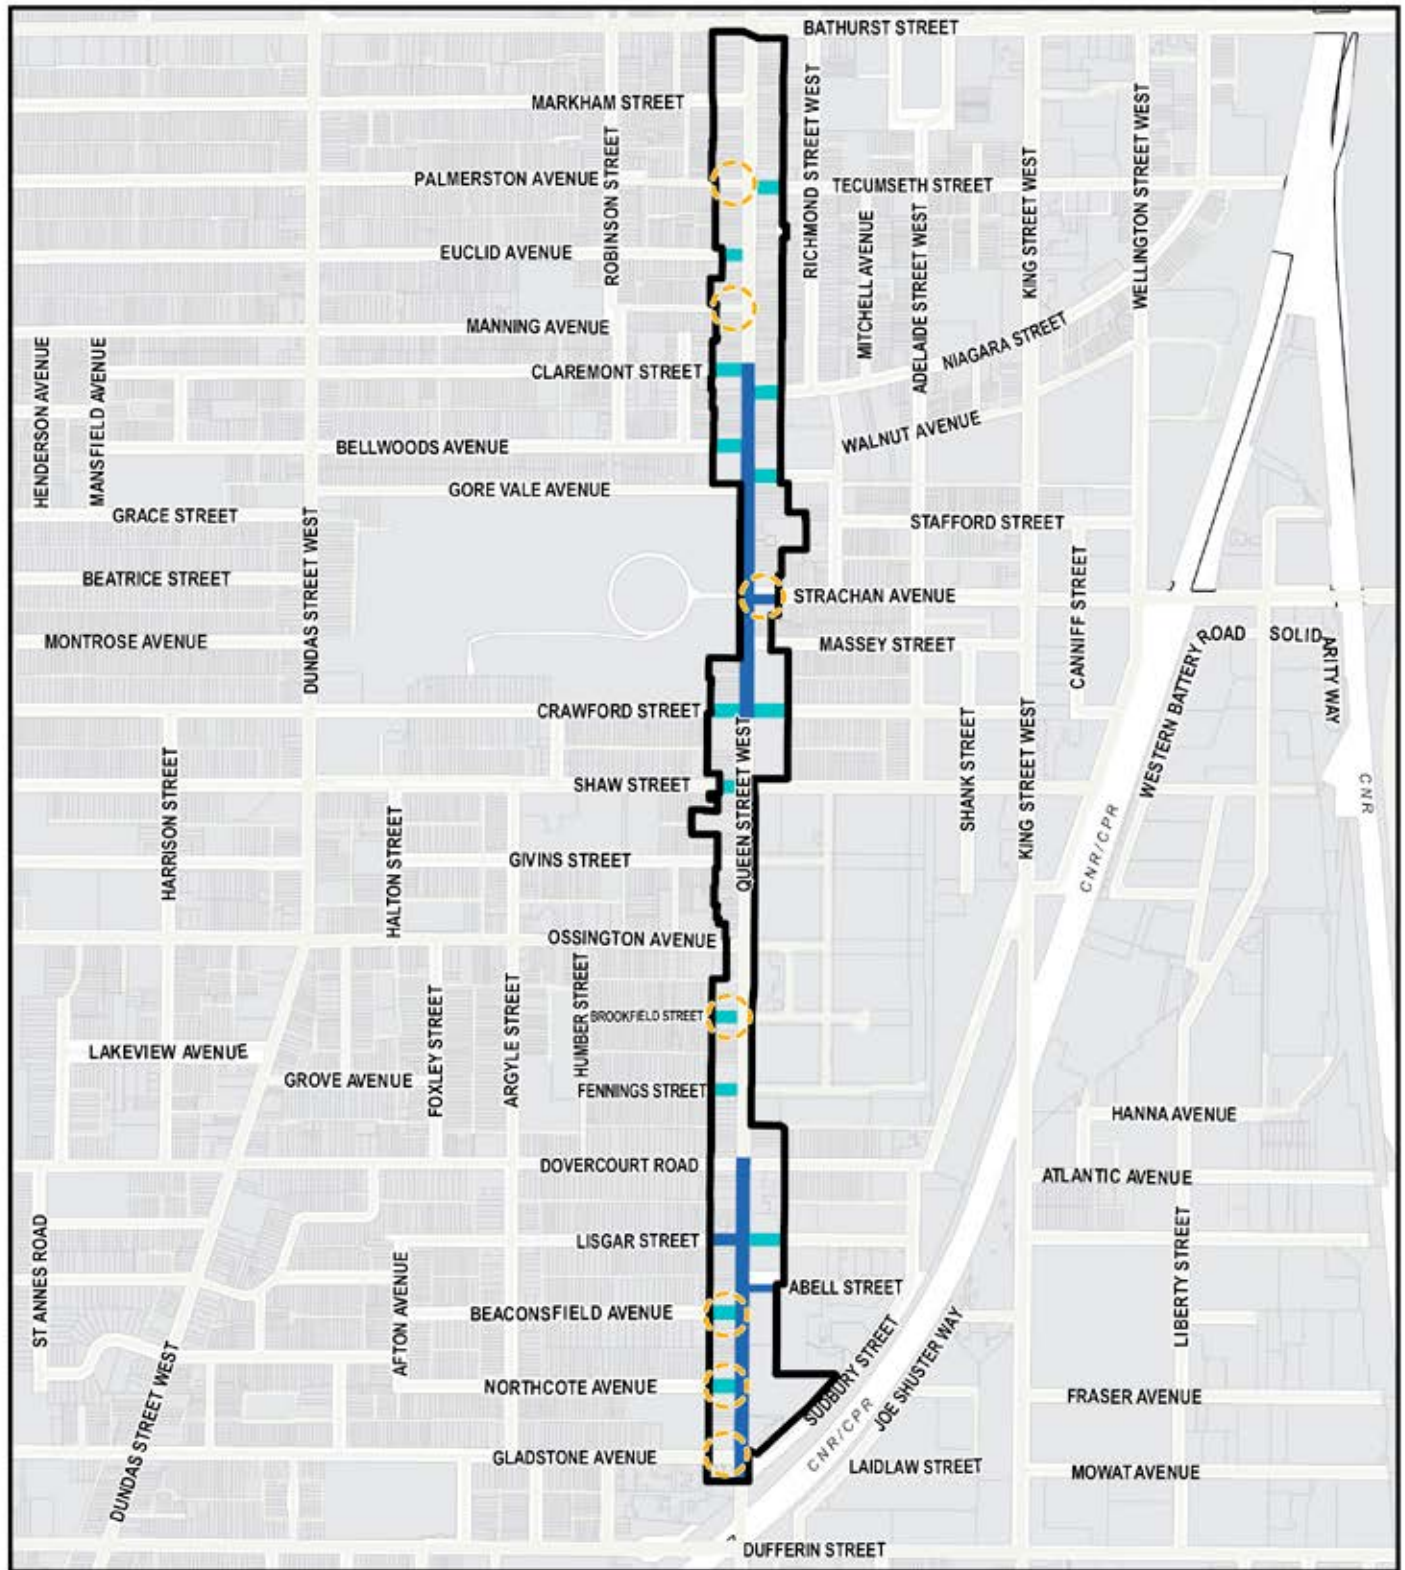 BATHURST STREET
MARKHAM STREET
RICHMOND STREET WEST
WELLINGTON STREET WEST
ROBINSON STREET
KING STREET WEST
PALMERSTON AVENUE
TECUMSETH STREET
MITCHELL AVENUE
ADELAIDE STREET WEST
EUCLID AVENUE
MANNING AVENUE
NIAGARA STREET
HENDERSON AVENUE
MANSFIELD AVENUE
CLAREMONT STREET
WALNUT AVENUE
BELLWOODS AVENUE
GORE VALE AVENUE
GRACE STREET
STAFFORD STREET
DUNDAS STREET WEST
CANNIFF STREET
BEATRICE STREET
STRACHAN AVENUE
MONTROSE AVENUE
MASSEY STREET
WESTERN BATTERY ROAD
SOLID
ARITY WAY
CRAWFORD STREET
QUEEN STREET WEST
SHANK STREET
KING STREET WEST
HARRISON STREET
SHAW STREET
CNR
HALTON STREET
CNR/CPR
GIVINS STREET
OSSINGTON AVENUE
HUMBER STREET
BROOKFIELD STREET
ARGYLE STREET
FOXLEY STREET
LAKEVIEW AVENUE
GROVE AVENUE
FENNINGS STREET
HANNA AVENUE
DOVERCOURT ROAD
ATLANTIC AVENUE
ST ANNES ROAD
LISGAR STREET
LIBERTY STREET
AFTON AVENUE
ABELL STREET
BEACONSFIELD AVENUE
SUDBURY STREET
JOE SHUSTER WAY
DUNDAS STREET WEST
NORTHCOTE AVENUE
FRASER AVENUE
GLADSTONE AVENUE
CNR/CPR
LAIDLAW STREET
MOWAT AVENUE
DUFFERIN STREET